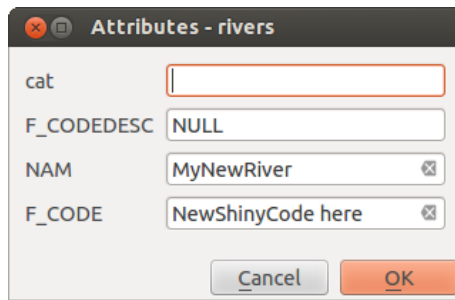 Attributes - rivers
cat
F_CODEDESC NULL
NAM MyNewRiver
F_CODE NewShinyCode here
Cancel OK